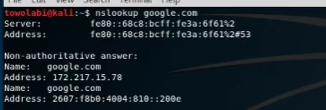 File Edit View Search Terminal Help
towolabi@kali:~$ nslookup google.com
Server: fe80::68c8:bcff:fe3a:6f61%2
Address: fe80::68c8:bcff:fe3a:6f61%2#53
Non-authoritative answer:
Name: google.com
Address: 172.217.15.78
Name: google.com
Address: 2607:f8b0:4004:810::200e